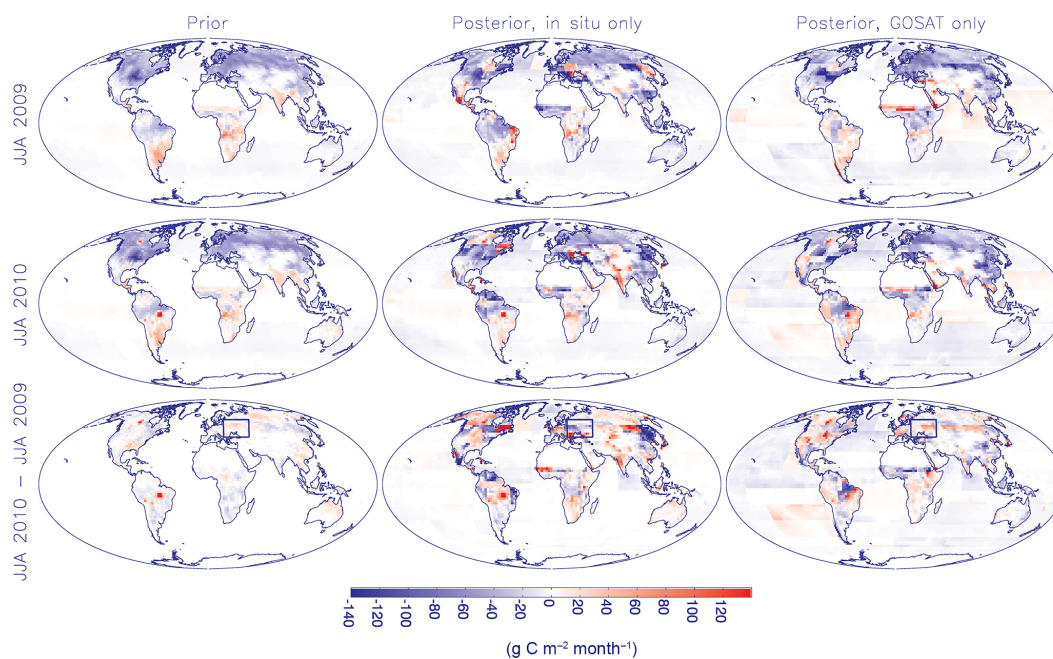 Prior
Posterior, in situ only
Posterior, GOSAT only
JJA 2009
JJA 2010
JJA 2010 – JJA 2009
-140
-120
-100
-80
-60
-40
-20
0
20
40
60
80
100
120
(g C m⁻² month⁻¹)